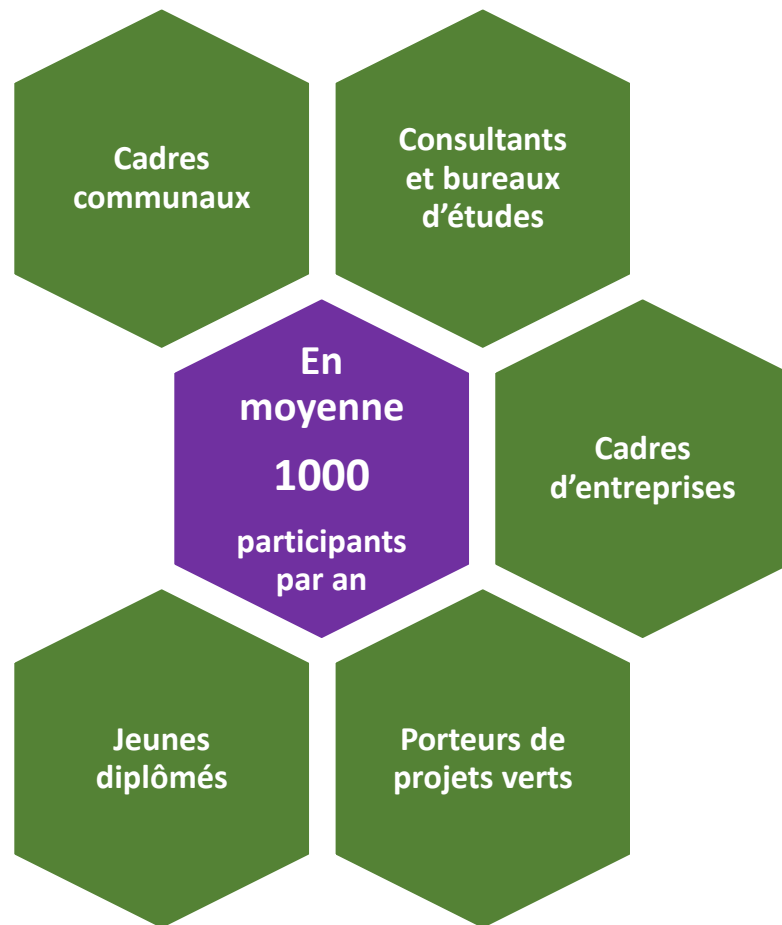 Cadres
communaux
Consultants
et bureaux
d’études
En
moyenne
1000
participants
par an
Cadres
d’entreprises
Jeunes
diplômés
Porteurs de
projets verts